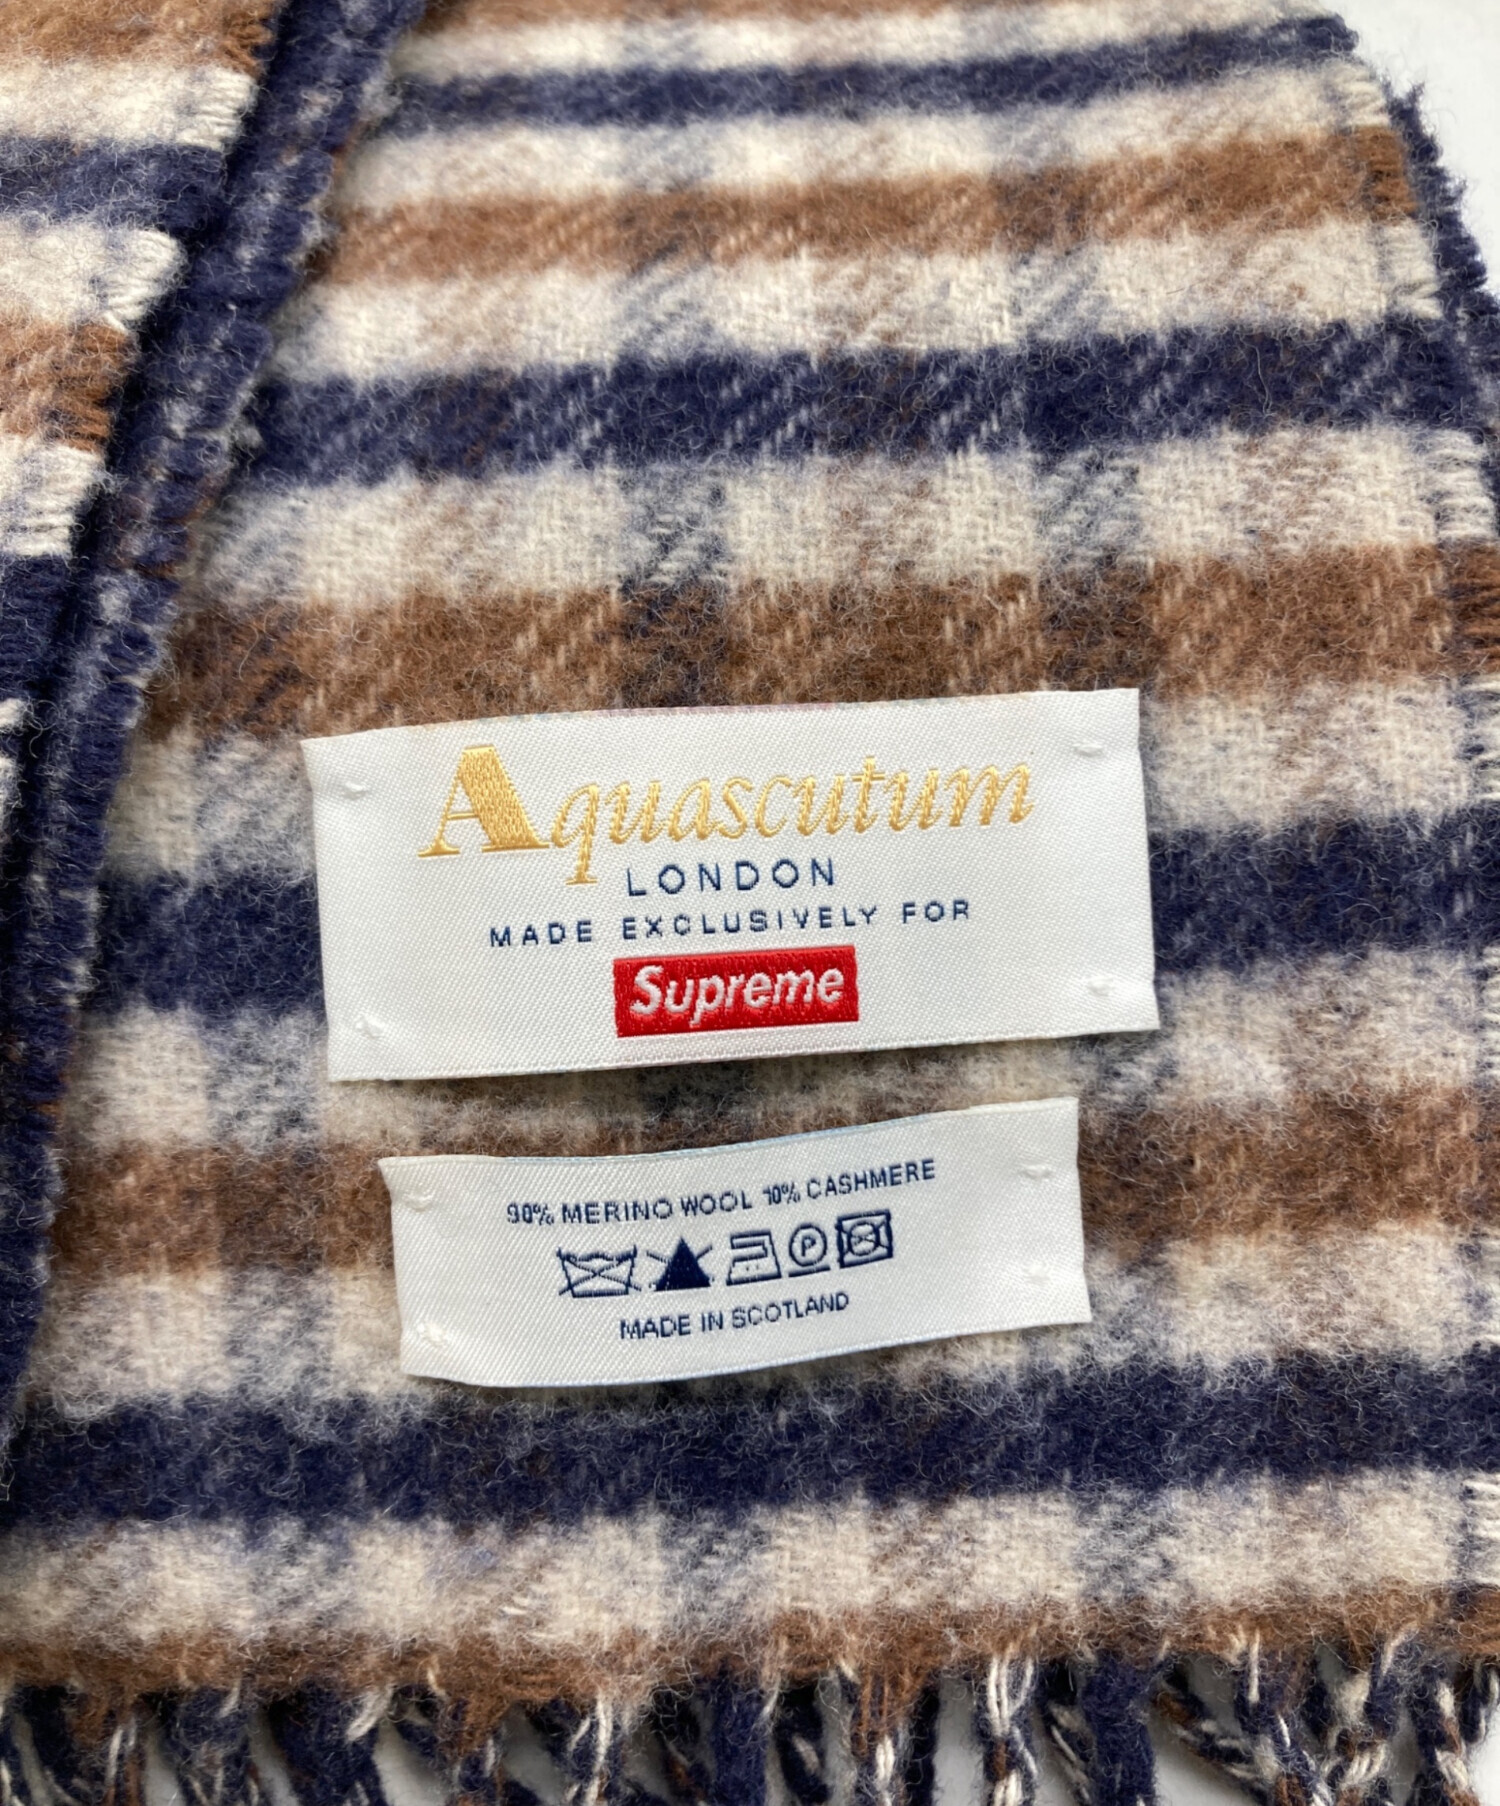 Aquascutum
LONDON
MADE EXCLUSIVELY FOR
Supreme
90% MERINO WOOL 10% CASHMERE
P
MADE IN SCOTLAND